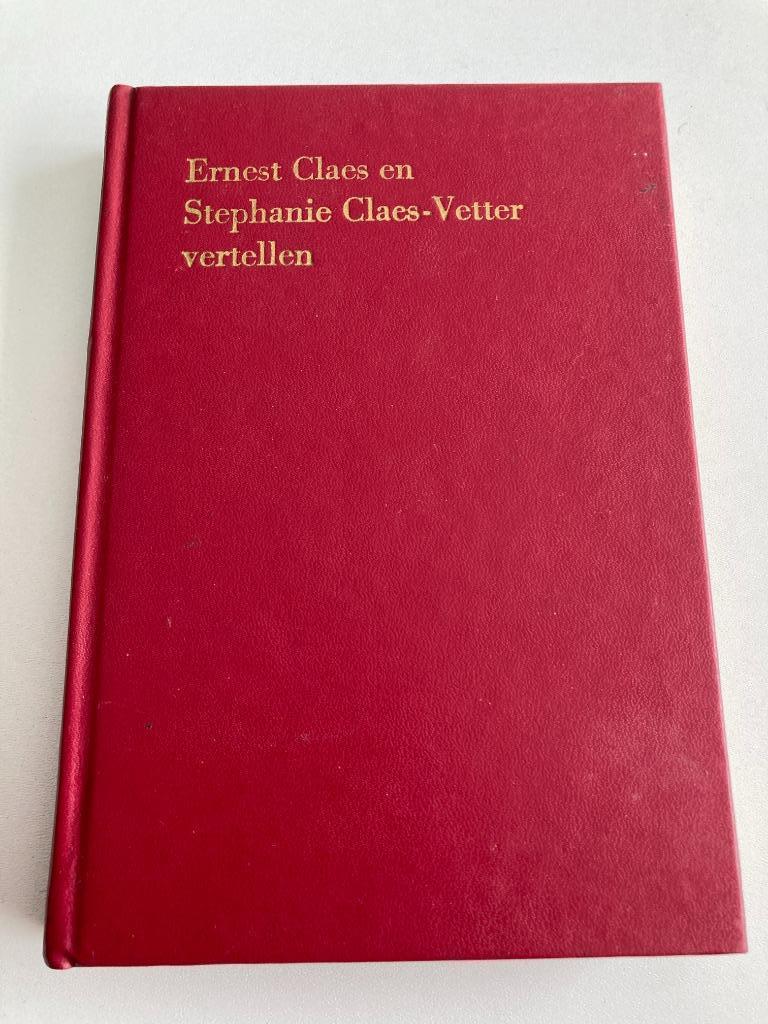 Ernest Claes en
Stephanie Claes-Vetter
vertellen